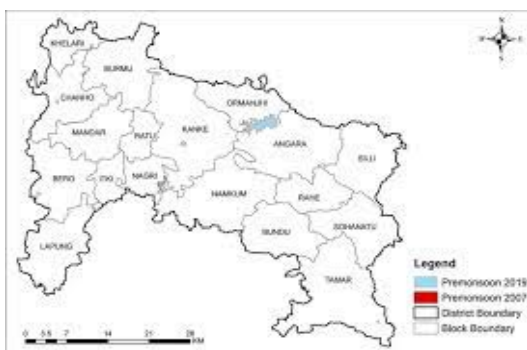 N
W
E
S
KHELARI
BURMU
CHANHO
ORMANJHI
MANDAR
RATU
KANKE
ANGARA
SILLI
BERO
ITKI
NAGRI
NAMKUM
RAHE
LAPUNG
BUNDU
SONAHATU
TAMAR
Legend
Premonsoon 2019
Premonsoon 2007
District Boundary
Block Boundary
0 3.5 7 14 21 28
KM